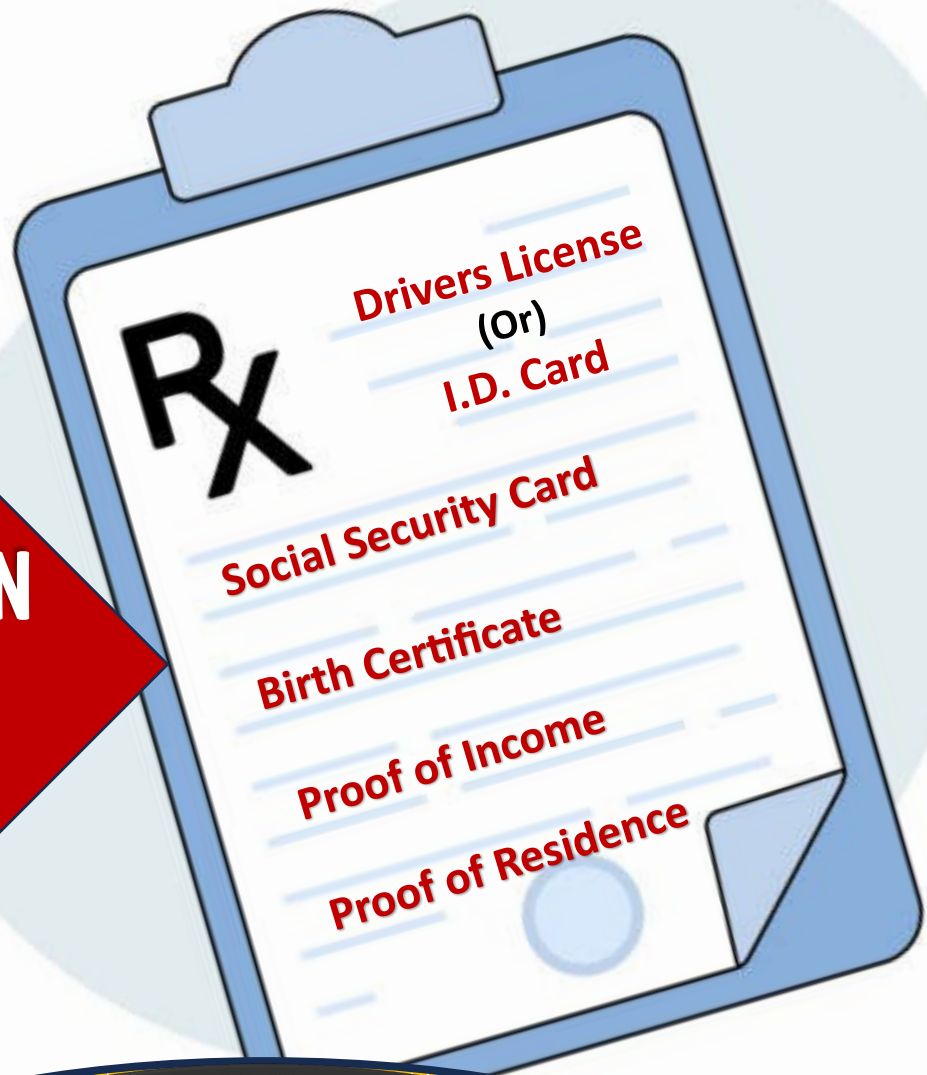 Rx
Drivers License
(Or)
I.D. Card
Social Security Card
Birth Certificate
Proof of Income
Proof of Residence